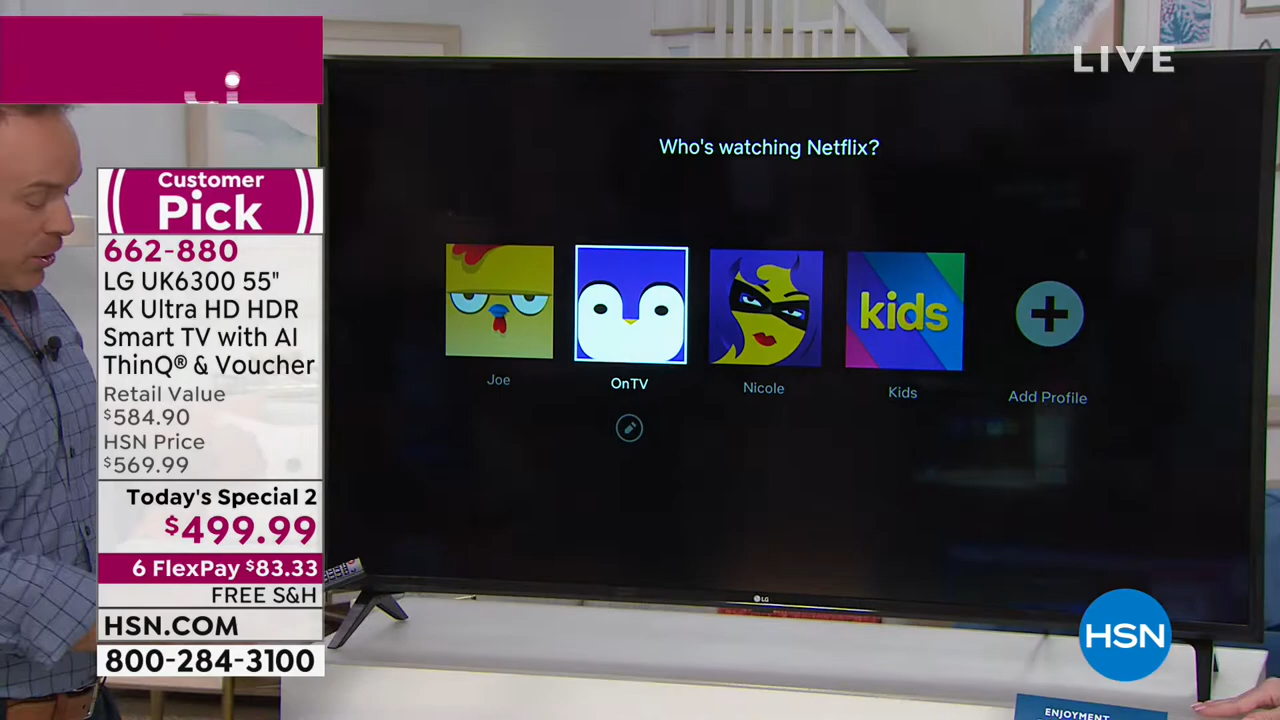 LIVE
Who's watching Netflix?
kids
Joe
OnTV
Nicole
Kids
Add Profile
LG
Customer
Pick
662-880
LG UK6300 55"
4K Ultra HD HDR
Smart TV with AI
ThinQ® & Voucher
Retail Value
$584.90
HSN Price
$569.99
Today's Special 2
$499.99
6 FlexPay $83.33
FREE S&H
HSN.COM
800-284-3100
HSN
ENJOYMENT